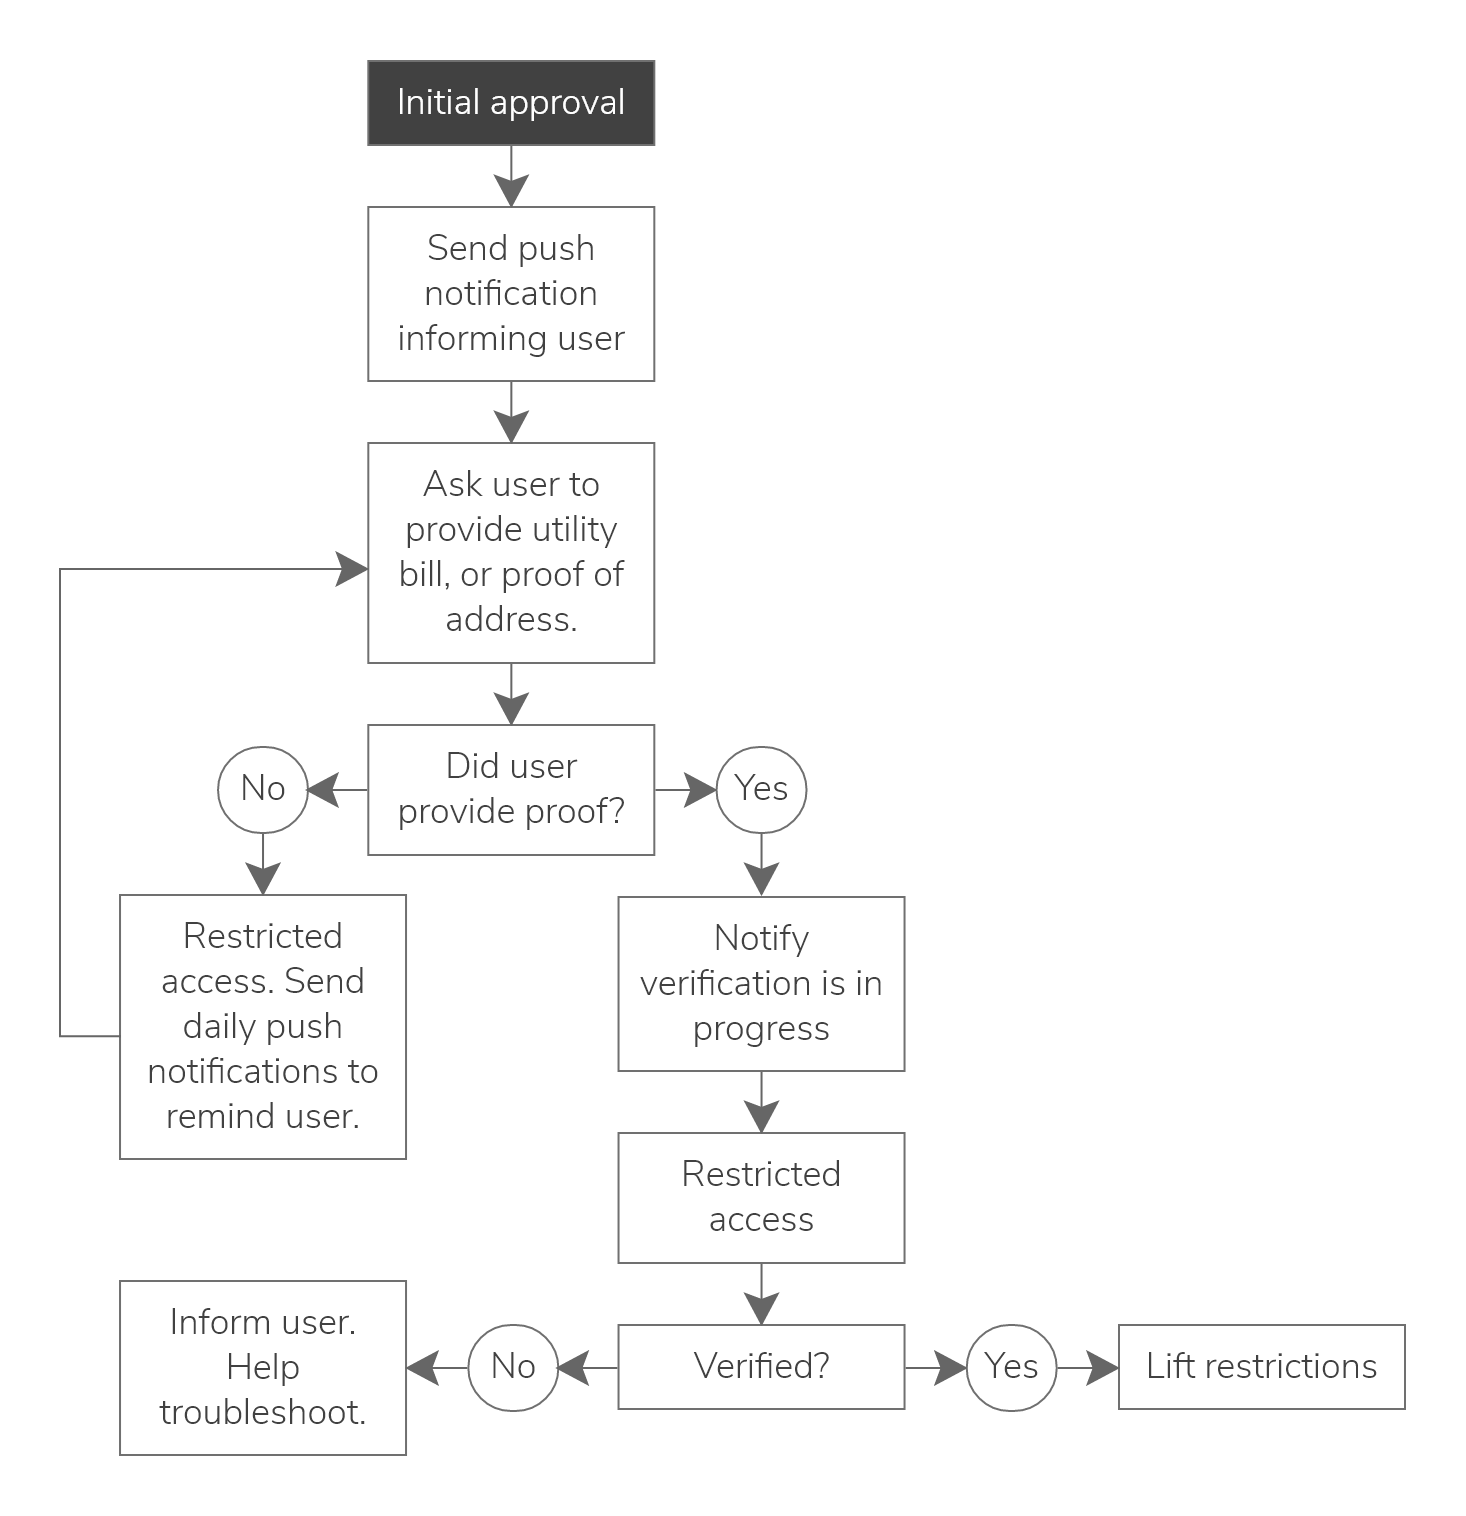 Initial approval
Send push
notification
informing user
Ask user to
provide utility
bill, or proof of
address.
Did user
provide proof?
No
Yes
Restricted
access. Send
daily push
notifications to
remind user.
Notify
verification is in
progress
Restricted
access
Verified?
No
Yes
Inform user.
Help
troubleshoot.
Lift restrictions